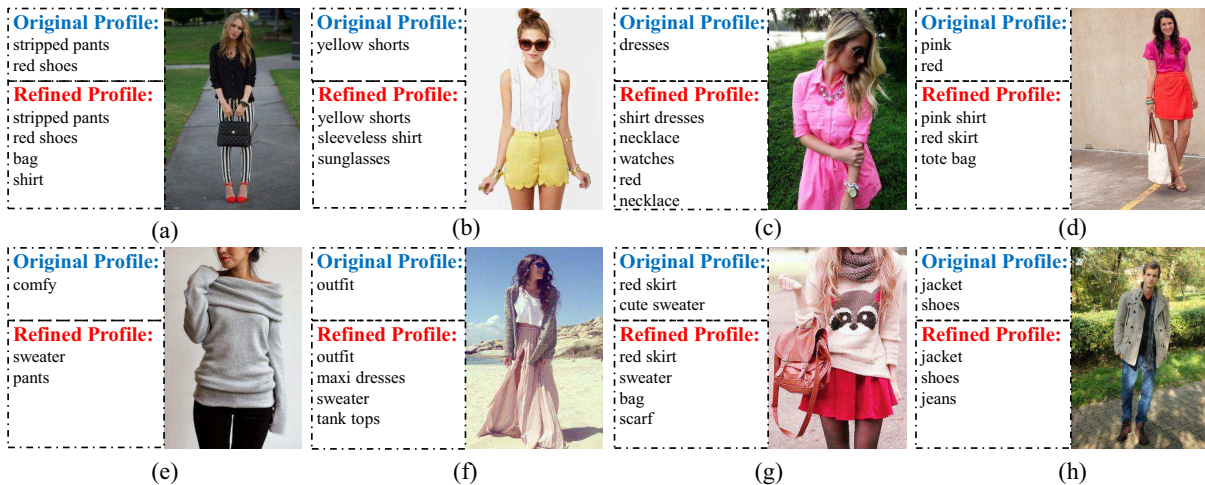 Original Profile:
stripped pants
red shoes
Refined Profile:
stripped pants
red shoes
bag
shirt
(a)
Original Profile:
yellow shorts
Refined Profile:
yellow shorts
sleeveless shirt
sunglasses
(b)
Original Profile:
dresses
Refined Profile:
shirt dresses
necklace
watches
red
necklace
(c)
Original Profile:
pink
red
Refined Profile:
pink shirt
red skirt
tote bag
(d)
Original Profile:
comfy
Refined Profile:
sweater
pants
(e)
Original Profile:
outfit
Refined Profile:
outfit
maxi dresses
sweater
tank tops
(f)
Original Profile:
red skirt
cute sweater
Refined Profile:
red skirt
sweater
bag
scarf
(g)
Original Profile:
jacket
shoes
Refined Profile:
jacket
shoes
jeans
(h)